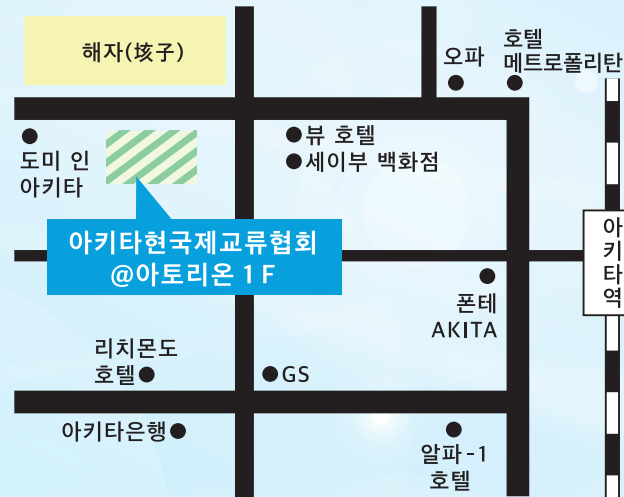 해자(垓子)
오파
호텔
메트로폴리탄
도미 인
아키타
뷰 호텔
세이부 백화점
아키타현국제교류협회
@아토리온 1F
아키타역
폰테
AKITA
리치몬도
호텔
GS
아키타은행
알파-1
호텔